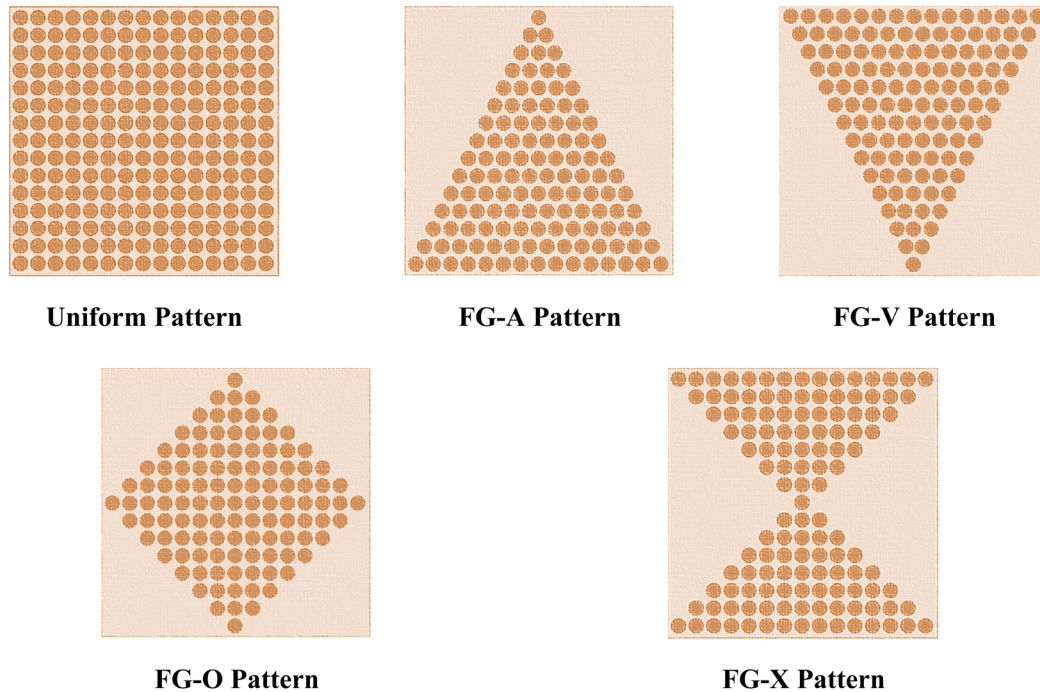 Uniform Pattern
FG-A Pattern
FG-V Pattern
FG-O Pattern
FG-X Pattern